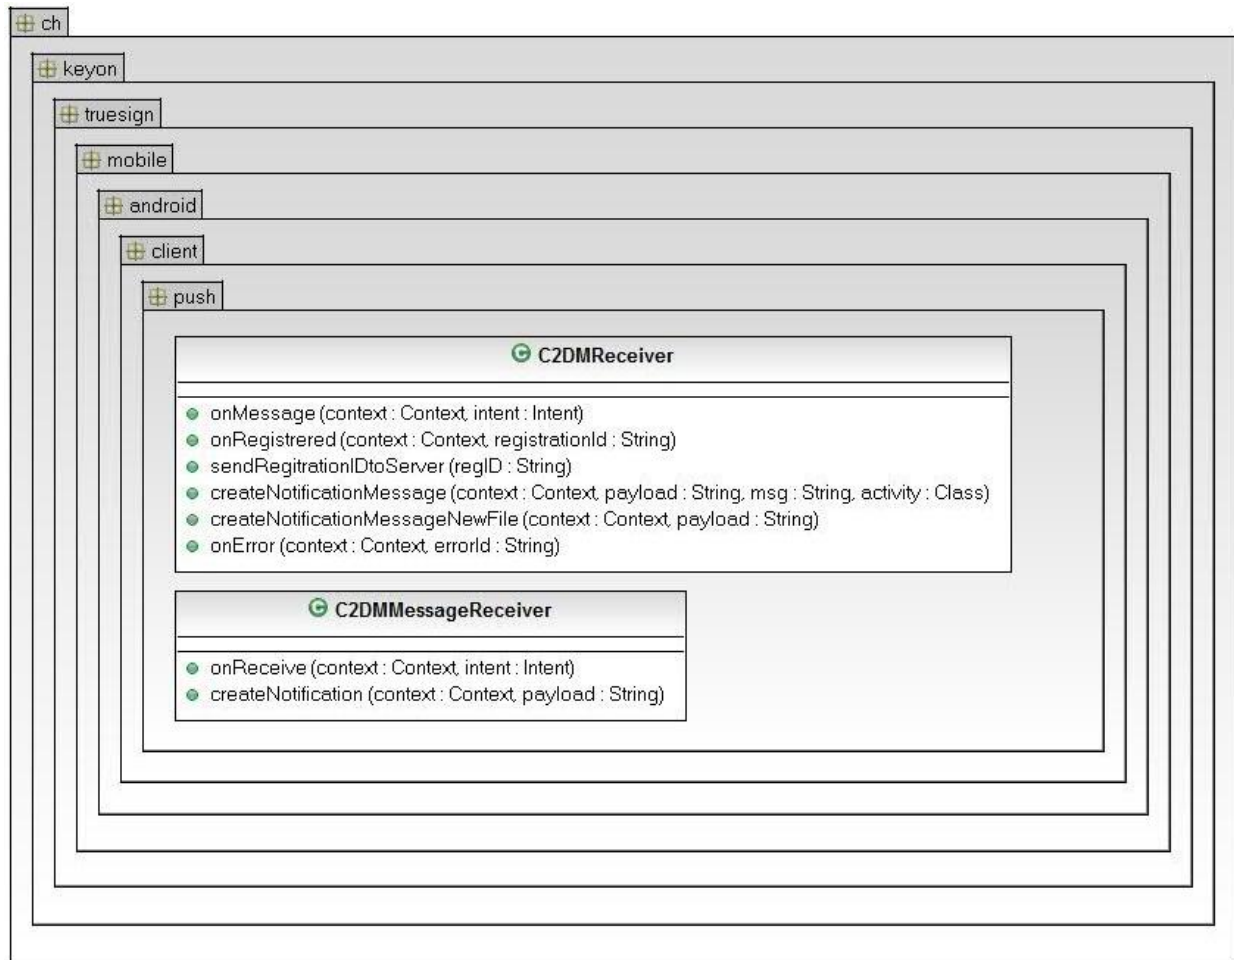 ch
keyon
truesign
mobile
android
client
push
C2DMReceiver
onMessage (context : Context, intent : Intent)
onRegistrered (context : Context, registrationId : String)
sendRegitrationIDtoServer (regID : String)
createNotificationMessage (context : Context, payload : String, msg : String, activity : Class)
createNotificationMessageNewFile (context : Context, payload : String)
onError (context : Context, errorId : String)
C2DMMessageReceiver
onReceive (context : Context, intent : Intent)
createNotification (context : Context, payload : String)